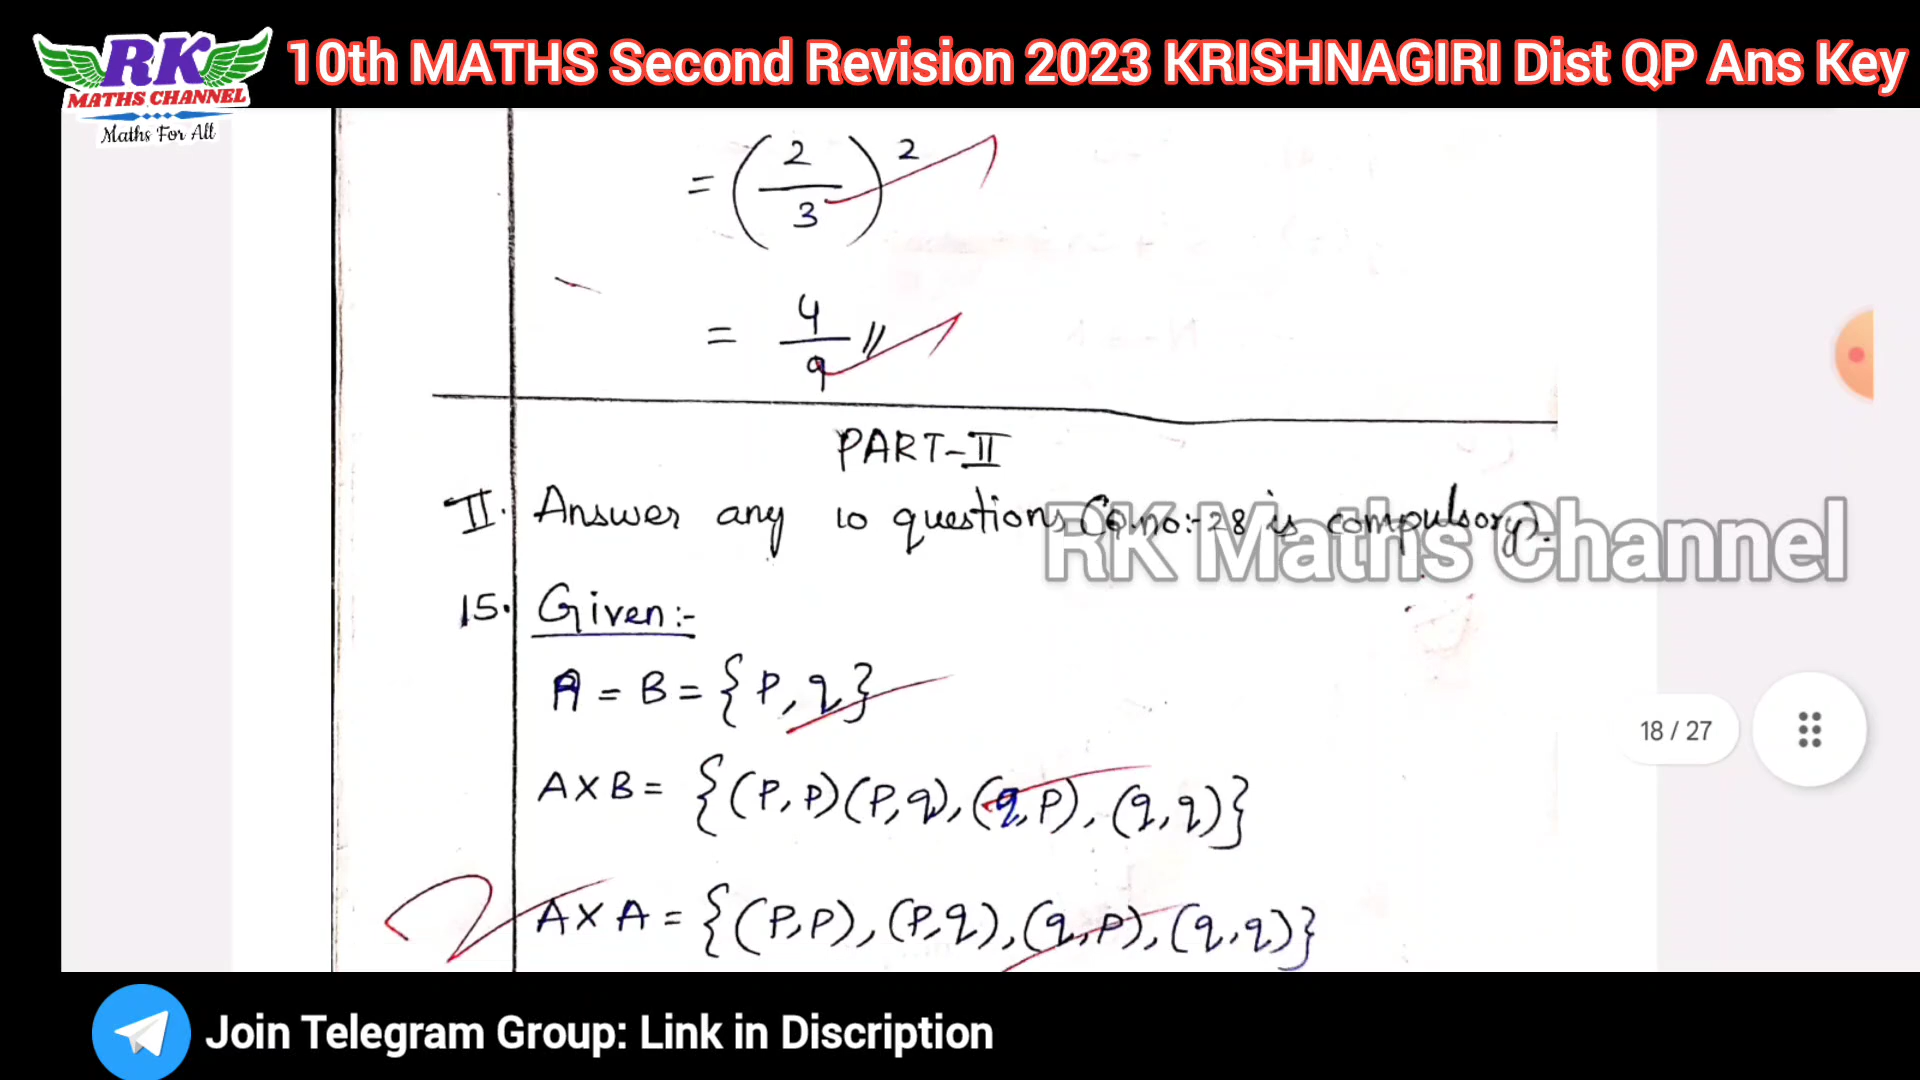 RK
MATHS CHANNEL
Maths For All
10th MATHS Second Revision 2023 KRISHNAGIRI Dist QP Ans Key
= (2/3)²
= 4/9 //
PART-II
II. Answer any 10 questions (Q.no:-28 is compulsory).
RK Maths Channel
15. Given:-
A = B = {P, q}
18 / 27
A X B = {(P, P)(P, q), (q, P), (q, q)}
A X A = {(P, P), (P, q), (q, P), (q, q)}
Join Telegram Group: Link in Discription